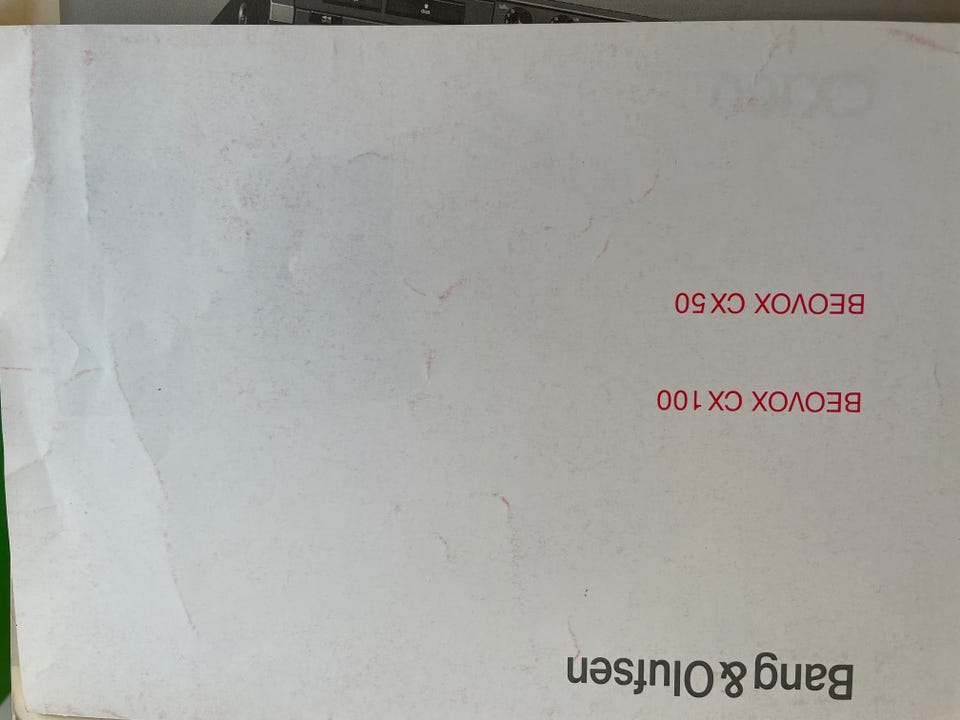 Bang & Olufsen
BEOVOX CX 100
BEOVOX CX 50